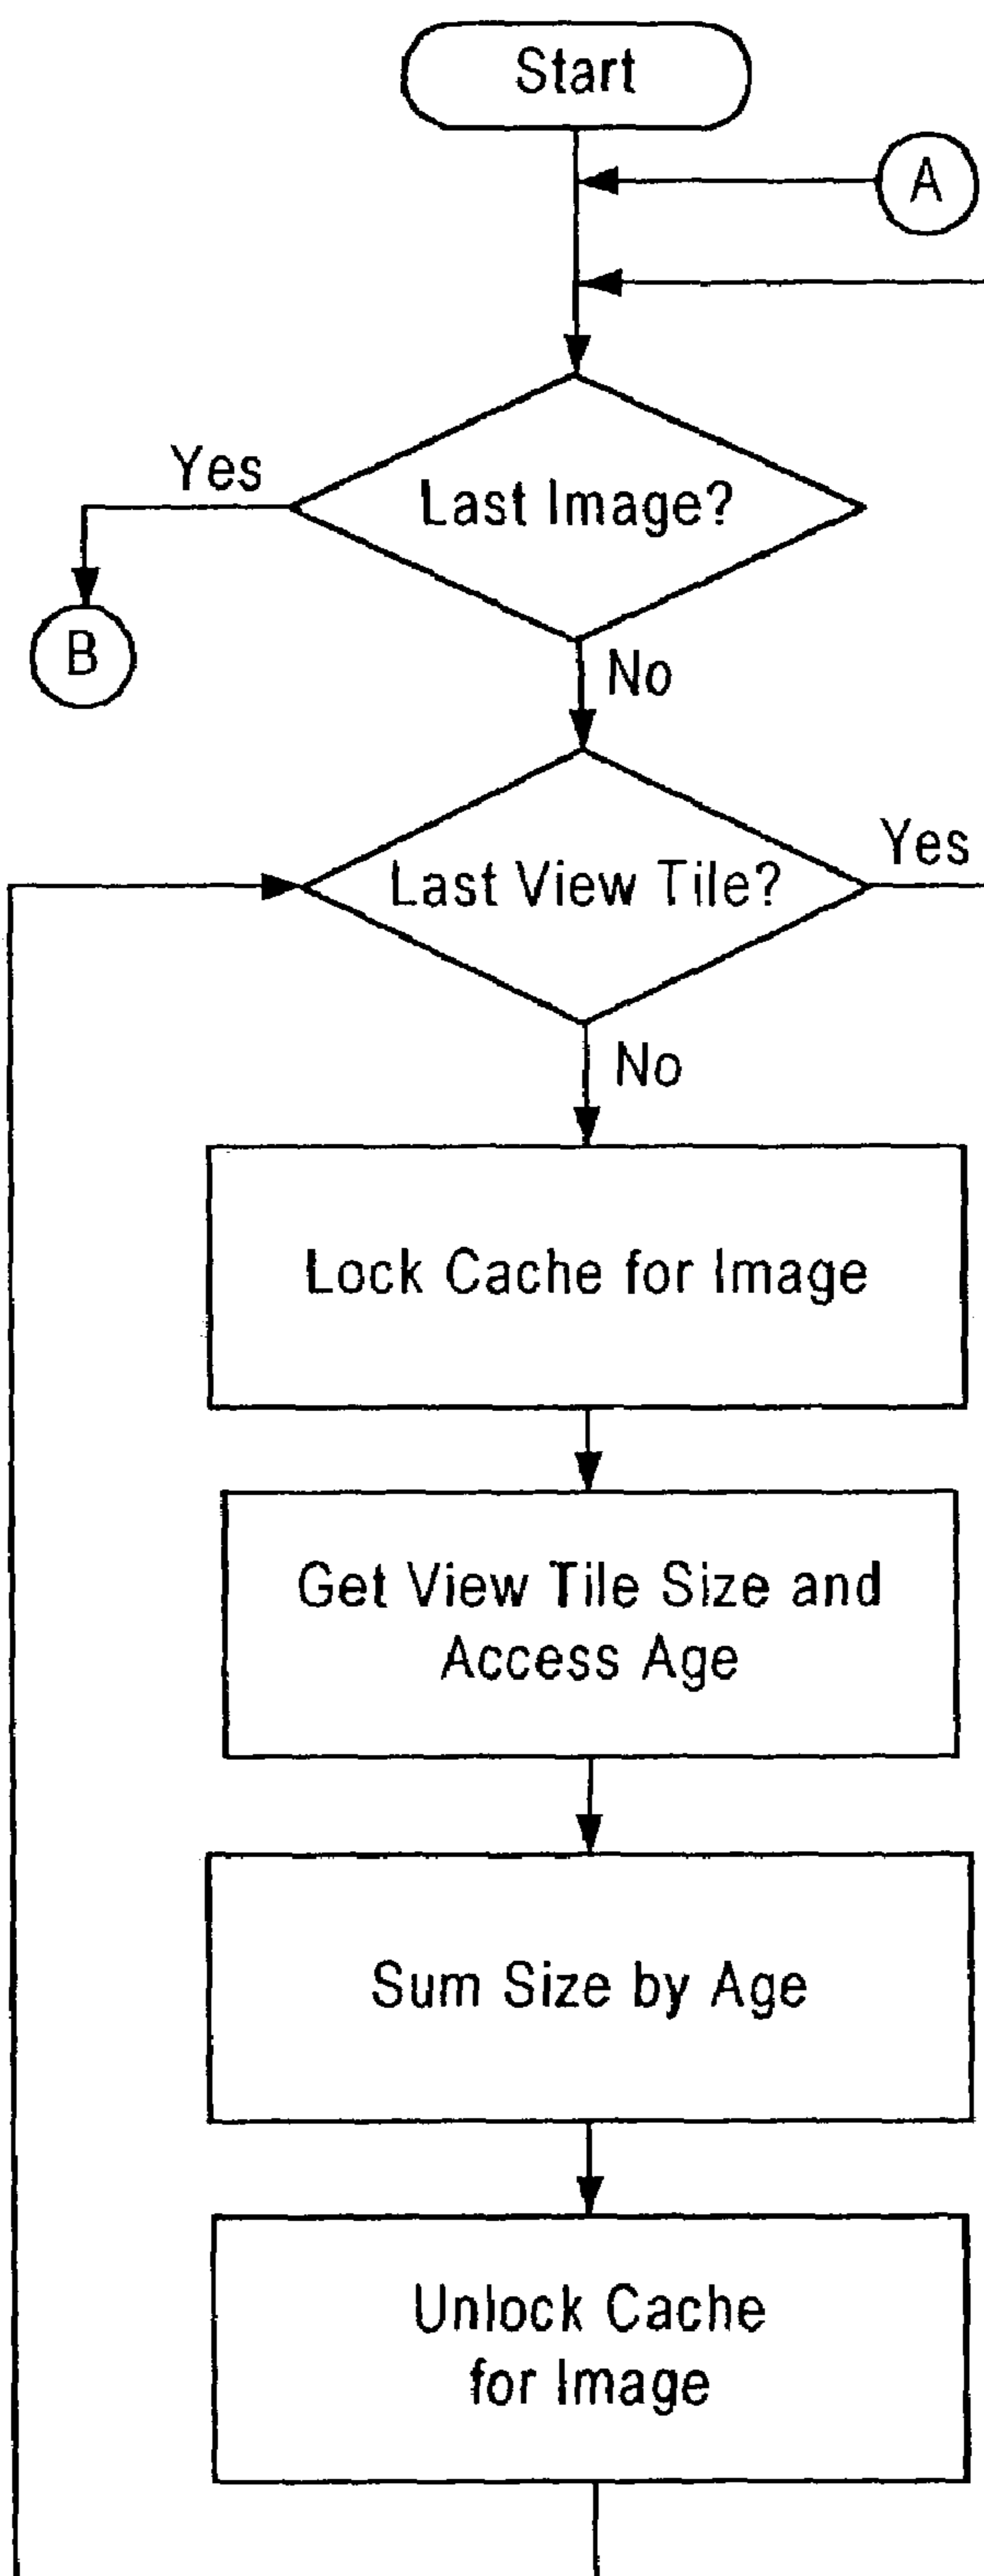 Start
A
Yes
Last Image?
B
No
Last View Tile?
Yes
No
Lock Cache for Image
Get View Tile Size and
Access Age
Sum Size by Age
Unlock Cache
for Image